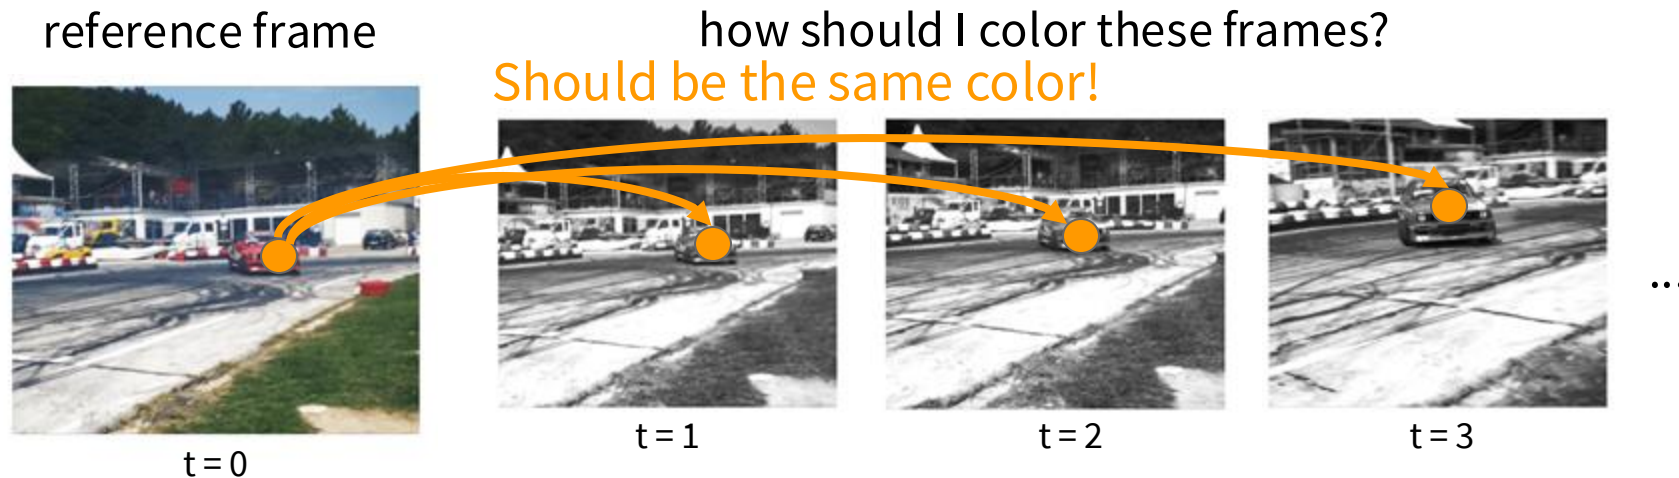 reference frame
how should I color these frames?
Should be the same color!
...
t = 0
t = 1
t = 2
t = 3